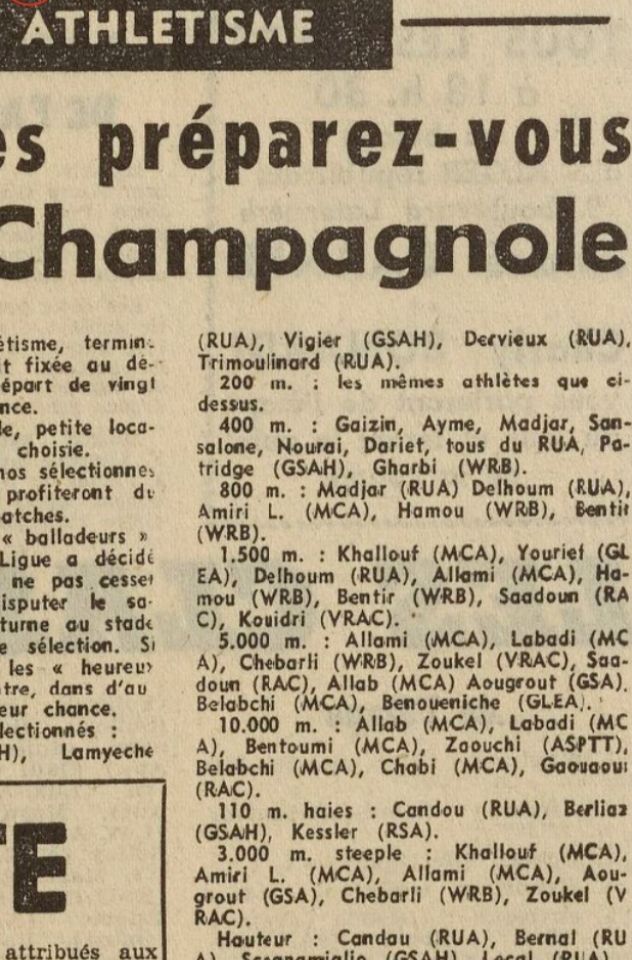 ATHLETISME
es préparez-vous
Champagnole
étisme, termin-
it fixée au dé-
épart de vingt
nce.
le, petite loca-
choisie.
nos sélectionnes
profiteront du
atches.
« balladeurs »
Ligue a décidé
ne pas cesser
isputer le sa-
turne au stade
e sélection. Si
les « heureux
tre, dans d'au
eur chance.
lectionnés :
H), Lamyeche
TE
attribués aux
(RUA), Vigier (GSAH), Dervieux (RUA),
Trimoulinard (RUA).
200 m. : les mêmes athlètes que ci-
dessus.
400 m. : Gaizin, Ayme, Madjar, San-
salone, Nourai, Dariet, tous du RUA, Pa-
tridge (GSAH), Gharbi (WRB).
800 m. : Madjar (RUA) Delhoum (RUA),
Amiri L. (MCA), Hamou (WRB), Bentir
(WRB).
1.500 m. : Khallouf (MCA), Yourief (GL
EA), Delhoum (RUA), Allami (MCA), Ha-
mou (WRB), Bentir (WRB), Saadoun (RA
C), Kouidri (VRAC).
5.000 m. : Allami (MCA), Labadi (MC
A), Chebarli (WRB), Zoukel (VRAC), Saa-
doun (RAC), Allab (MCA) Aougrout (GSA),
Belabchi (MCA), Benoueniche (GLEA).
10.000 m. : Allab (MCA), Labadi (MC
A), Bentoumi (MCA), Zaouchi (ASPTT),
Belabchi (MCA), Chabi (MCA), Gaouaoui
(RAC).
110 m. haies : Candou (RUA), Berliaz
(GSAH), Kessler (RSA).
3.000 m. steeple : Khallouf (MCA),
Amiri L. (MCA), Allami (MCA), Aou-
grout (GSA), Chebarli (WRB), Zoukel (V
RAC).
Hauteur : Candau (RUA), Bernal (RU
A), (GSAH), Local (RUA),